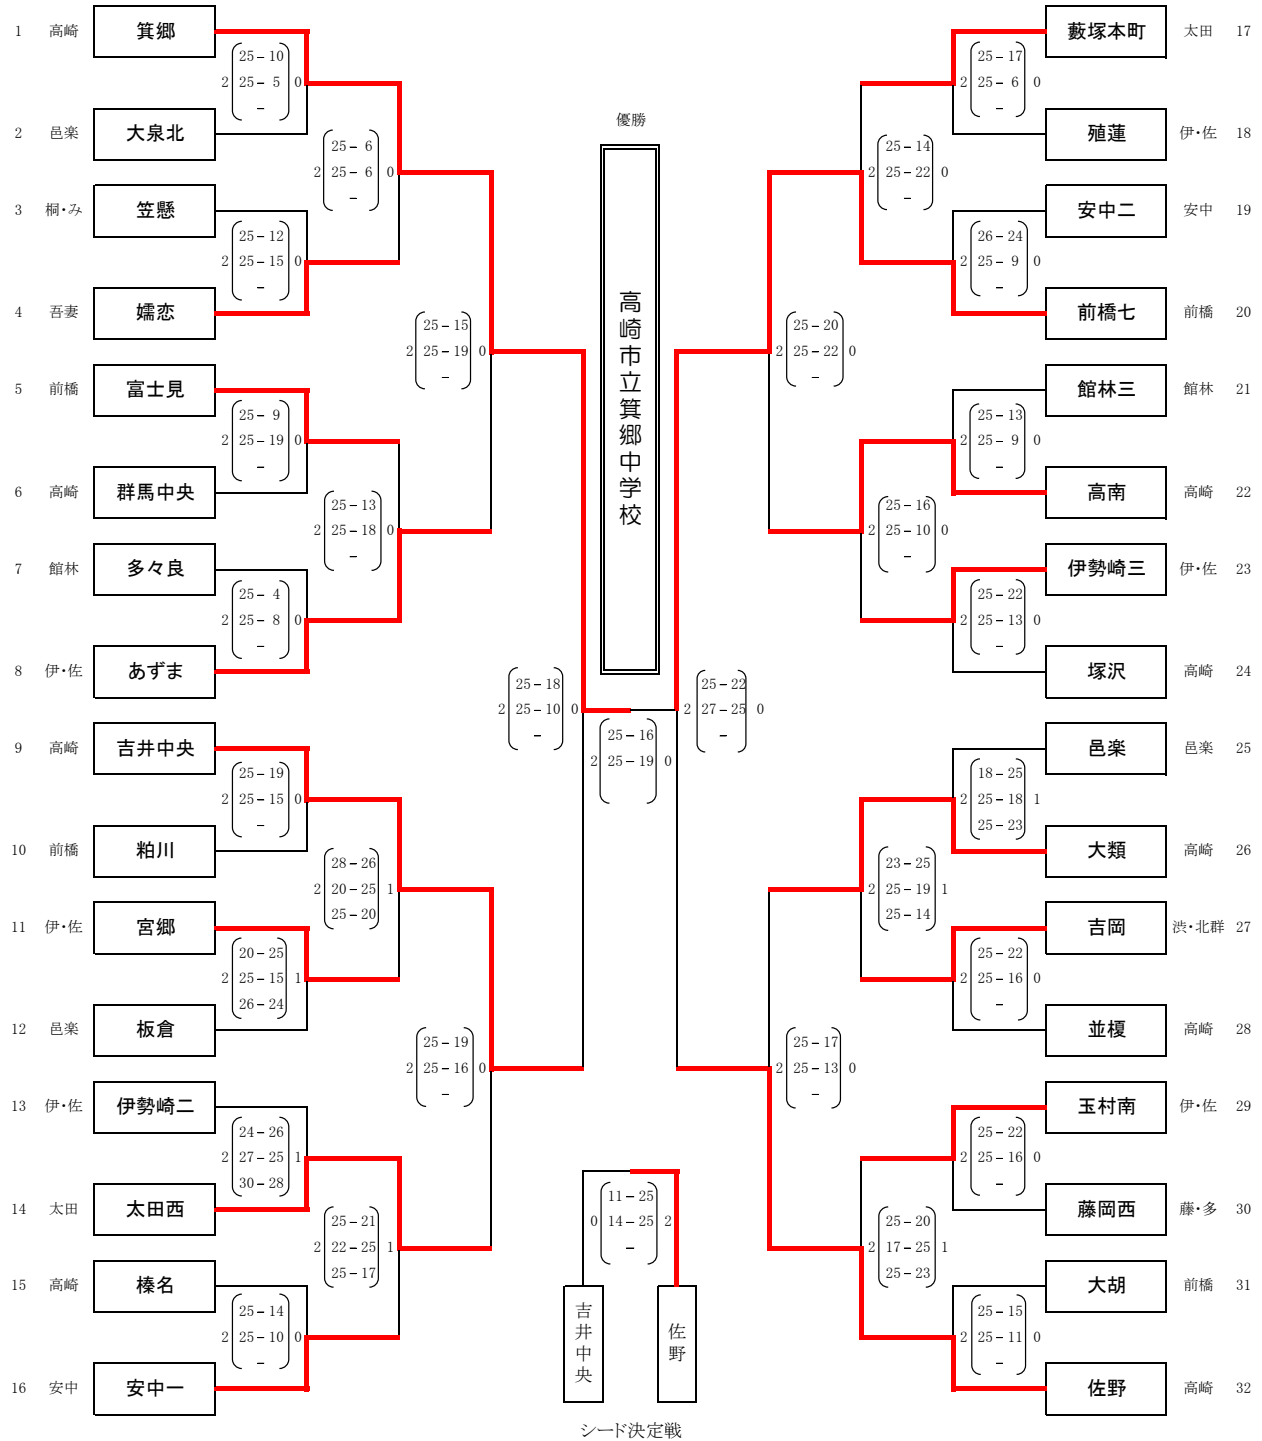 1 高崎 箕郷
25－10
2 25－ 5 0
－
2 邑楽 大泉北
25－ 6
2 25－ 6 0
－
3 桐・み 笠懸
25－12
2 25－15 0
－
4 吾妻 嬬恋
25－15
2 25－19 0
－
5 前橋 富士見
25－ 9
2 25－19 0
－
6 高崎 群馬中央
25－13
2 25－18 0
－
7 館林 多々良
25－ 4
2 25－ 8 0
－
8 伊・佐 あずま
25－18
2 25－10 0
－
9 高崎 吉井中央
25－19
2 25－15 0
－
10 前橋 粕川
28－26
2 20－25 1
25－20
11 伊・佐 宮郷
20－25
2 25－15 1
26－24
12 邑楽 板倉
25－19
2 25－16 0
－
13 伊・佐 伊勢崎二
24－26
2 27－25 1
30－28
14 太田 太田西
25－21
2 22－25 1
25－17
15 高崎 榛名
25－14
2 25－10 0
－
16 安中 安中一
優勝
高崎市立箕郷中学校
25－16
2 25－19 0
11－25
0 14－25 2
－
吉井中央
佐野
シード決定戦
藪塚本町 太田 17
25－17
2 25－ 6 0
－
殖蓮 伊・佐 18
25－14
2 25－22 0
－
安中二 安中 19
26－24
2 25－ 9 0
－
前橋七 前橋 20
25－20
2 25－22 0
－
館林三 館林 21
25－13
2 25－ 9 0
－
高南 高崎 22
25－16
2 25－10 0
－
伊勢崎三 伊・佐 23
25－22
2 25－13 0
－
塚沢 高崎 24
25－22
2 27－25 0
－
邑楽 邑楽 25
18－25
2 25－18 1
25－23
大類 高崎 26
23－25
2 25－19 1
25－14
吉岡 渋・北群 27
25－22
2 25－16 0
－
並榎 高崎 28
25－17
2 25－13 0
－
玉村南 伊・佐 29
25－22
2 25－16 0
－
藤岡西 藤・多 30
25－20
2 17－25 1
25－23
大胡 前橋 31
25－15
2 25－11 0
－
佐野 高崎 32